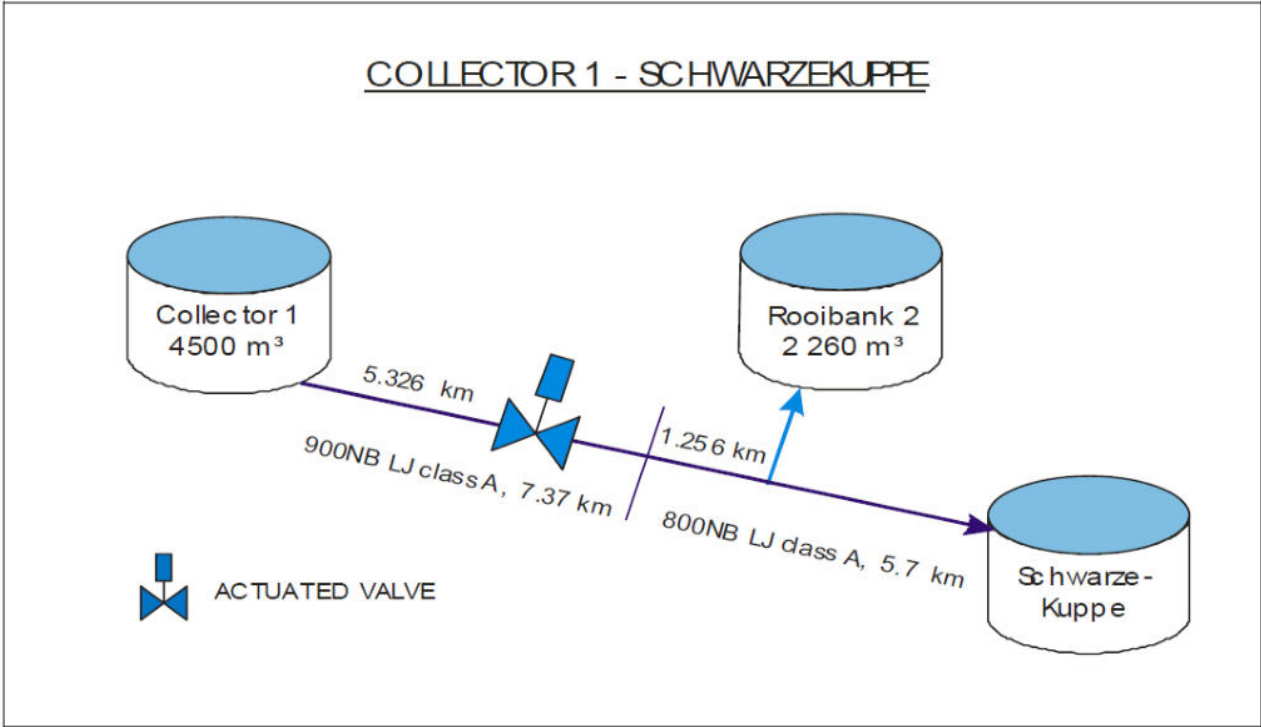 COLLECTOR 1 - SCHWARZEKUPPE
Collector 1
4500 m³
Rooibank 2
2 260 m³
5.326 km
1.256 km
900NB LJ class A, 7.37 km
800NB LJ class A, 5.7 km
Schwarze-
Kuppe
ACTUATED VALVE